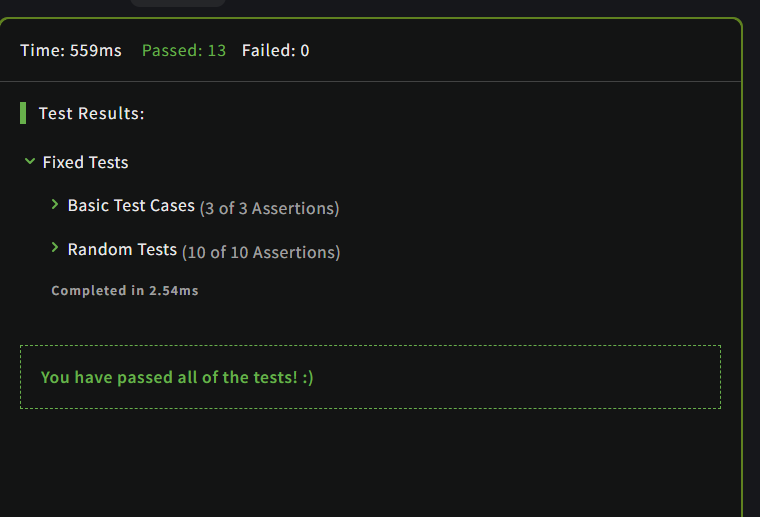 Time: 559ms Passed: 13 Failed: 0
Test Results:
Fixed Tests
Basic Test Cases (3 of 3 Assertions)
Random Tests (10 of 10 Assertions)
Completed in 2.54ms
You have passed all of the tests! :)